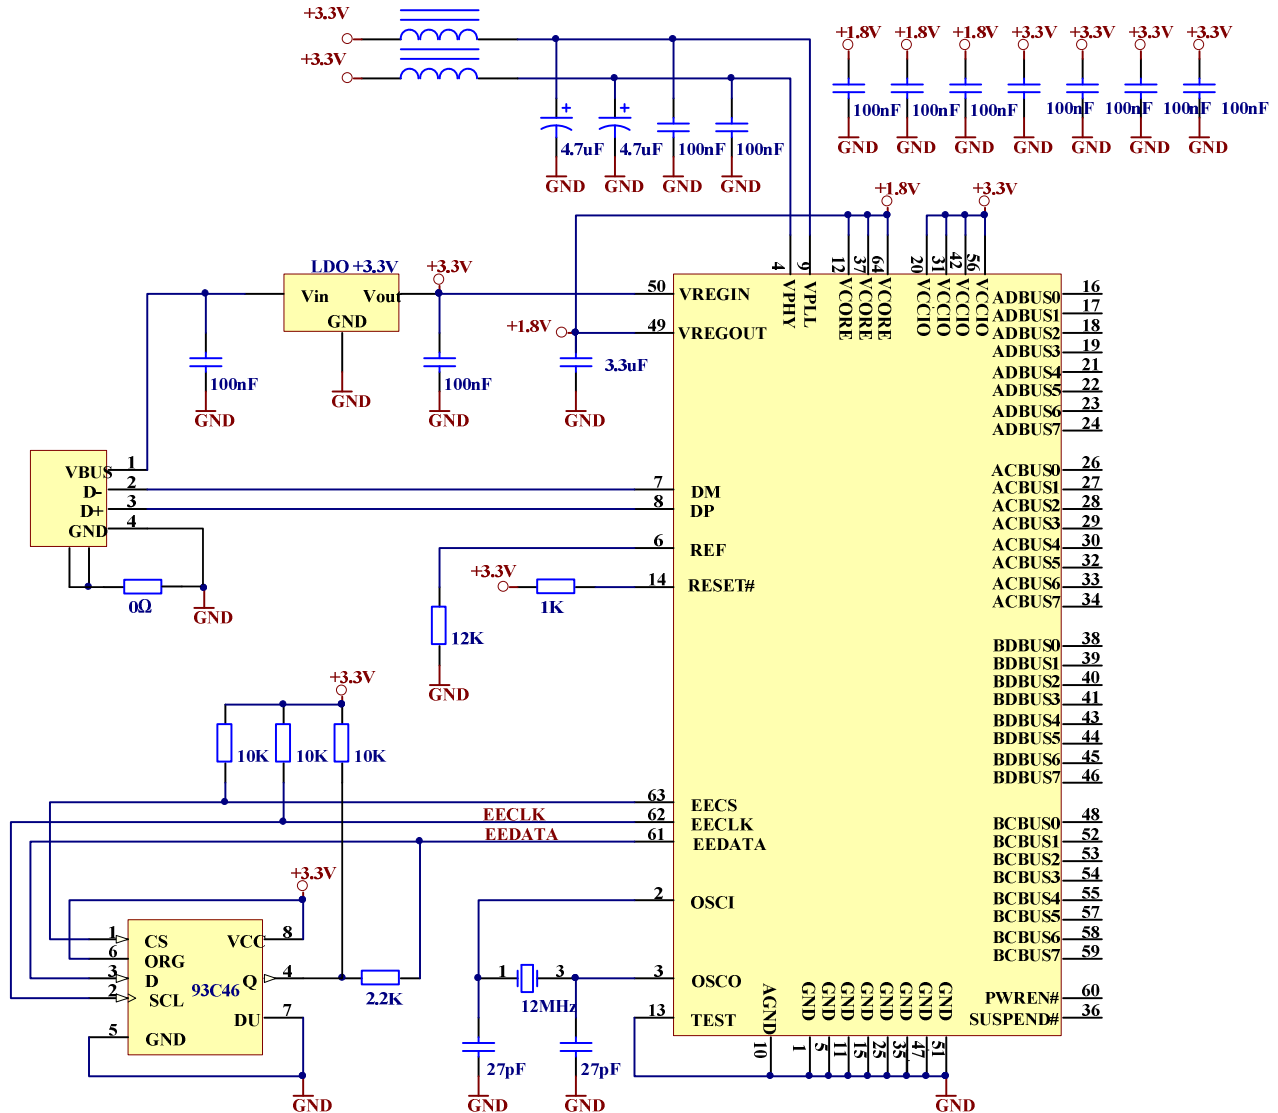 +3.3V
+3.3V
+1.8V +1.8V +1.8V +3.3V +3.3V +3.3V +3.3V
100nF 100nF 100nF 100nF 100nF 100nF 100nF
GND GND GND GND GND GND GND
+ +
4.7uF 4.7uF 100nF 100nF
GND GND GND GND
+1.8V +3.3V
4 9 12 37 64 20 31 42 56
VPHY VPLL VCORE VCORE VCORE VCCIO VCCIO VCCIO VCCIO
LDO +3.3V
+3.3V
Vin Vout
GND
100nF
GND
GND
100nF
GND
+1.8V
3.3uF
GND
50 VREGIN
49 VREGOUT
VBUS 1
D- 2
D+ 3
GND 4
0Ω
GND
7 DM
8 DP
6 REF
+3.3V
1K
14 RESET#
12K
GND
+3.3V
10K 10K 10K
63 EECS
EECLK 62 EECLK
EEDATA 61 EEDATA
+3.3V
1 CS
6 ORG
3 D
2 SCL
5 GND
VCC 8
Q 4
93C46
DU 7
2.2K
GND
2 OSCI
1 3
12MHz
3 OSCO
13 TEST
27pF 27pF
GND GND
AGND GND GND GND GND GND GND GND GND
10 1 5 11 15 25 35 47 51
GND
ADBUS0 16
ADBUS1 17
ADBUS2 18
ADBUS3 19
ADBUS4 21
ADBUS5 22
ADBUS6 23
ADBUS7 24
ACBUS0 26
ACBUS1 27
ACBUS2 28
ACBUS3 29
ACBUS4 30
ACBUS5 32
ACBUS6 33
ACBUS7 34
BDBUS0 38
BDBUS1 39
BDBUS2 40
BDBUS3 41
BDBUS4 43
BDBUS5 44
BDBUS6 45
BDBUS7 46
BCBUS0 48
BCBUS1 52
BCBUS2 53
BCBUS3 54
BCBUS4 55
BCBUS5 57
BCBUS6 58
BCBUS7 59
PWREN# 60
SUSPEND# 36